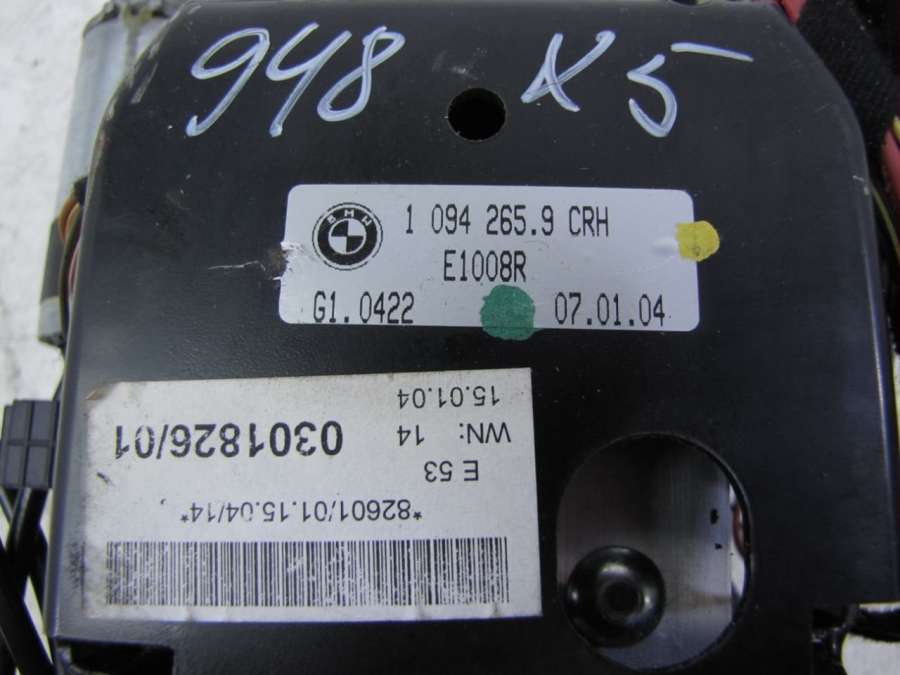 948 X5
BMW
1 094 265.9 CRH
E1008R
G1.0422 07.01.04
*82601/01.15.04/14*
E 53
0301826/01 WN: 14
15.01.04